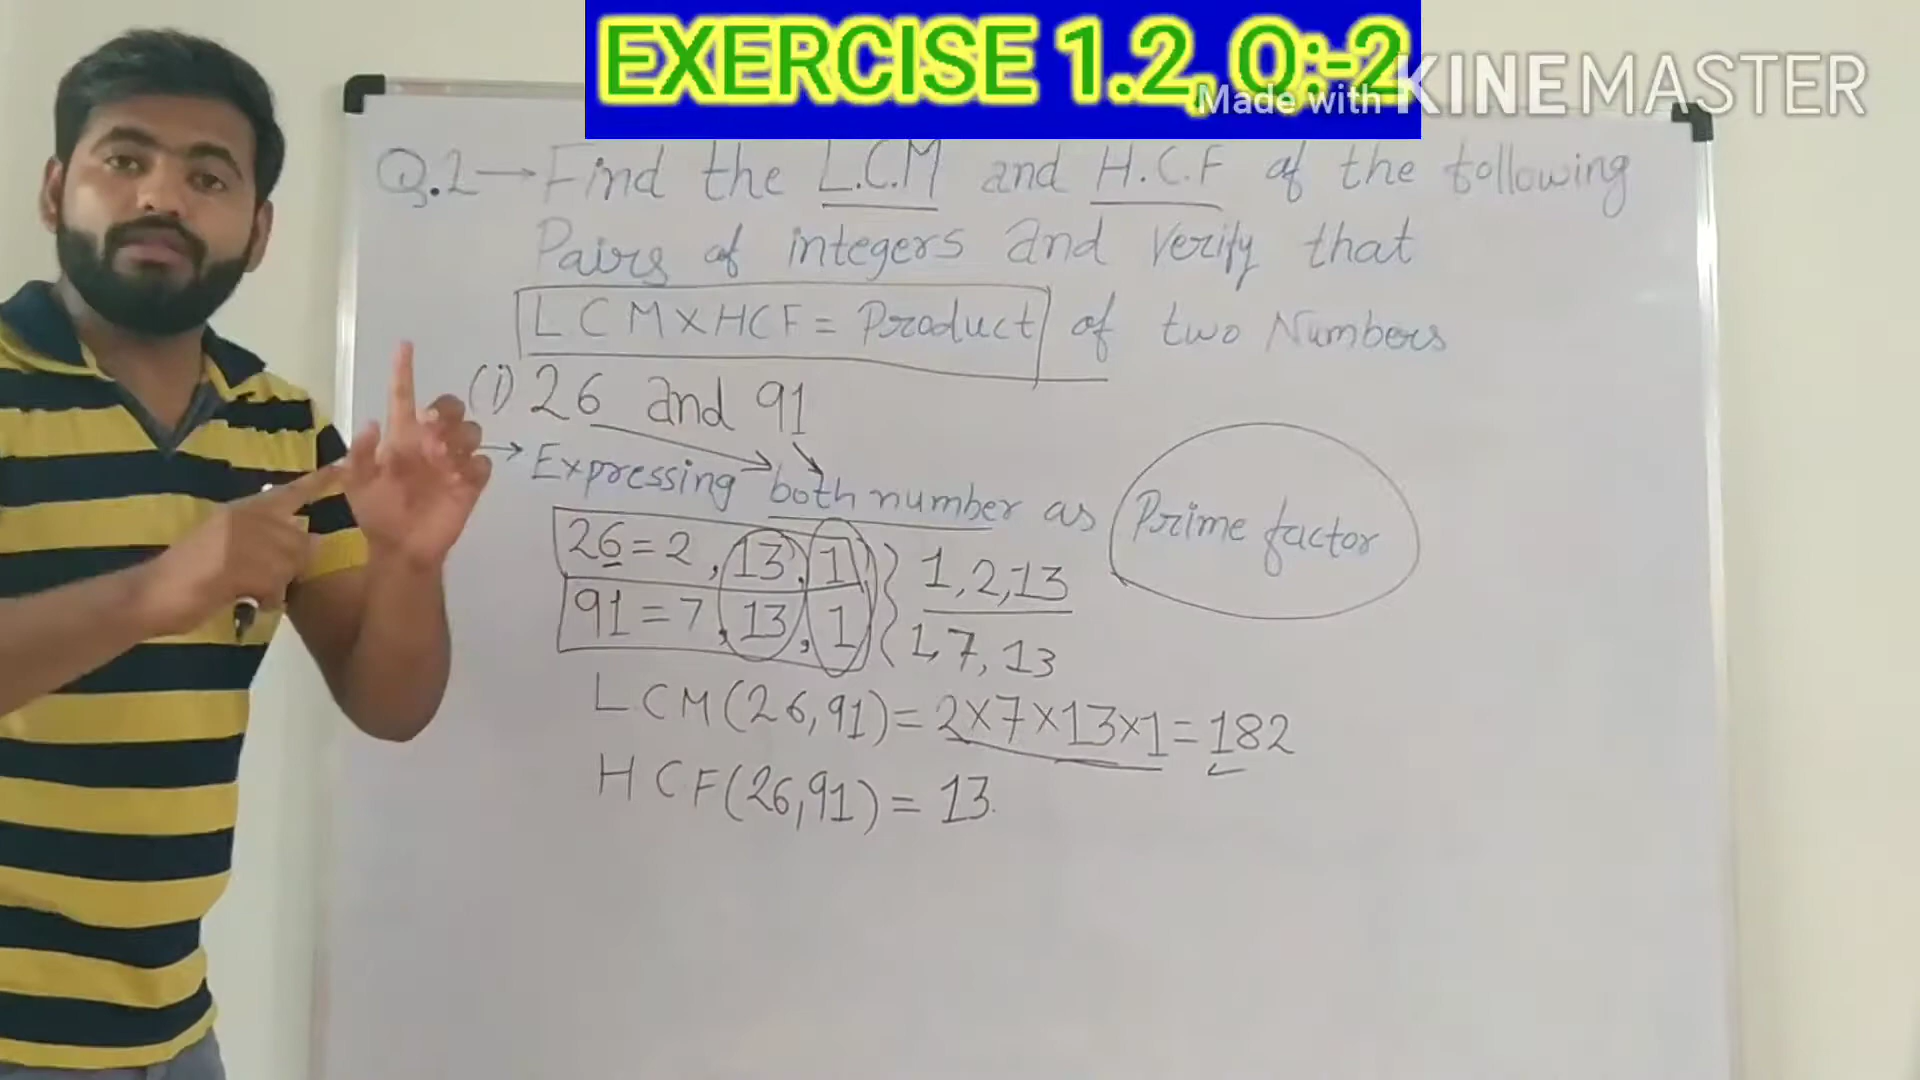 EXERCISE 1.2, Q:-2
Made with KINEMASTER
Q.2→ Find the L.C.M and H.C.F of the following
Pairs of integers and verify that
LCM×HCF = Product of two Numbers
(i) 26 and 91
→ Expressing both number as Prime factor
26 = 2, 13, 1 } 1, 2, 13
91 = 7, 13, 1 1, 7, 13
LCM(26,91) = 2×7×13×1 = 182
HCF(26,91) = 13